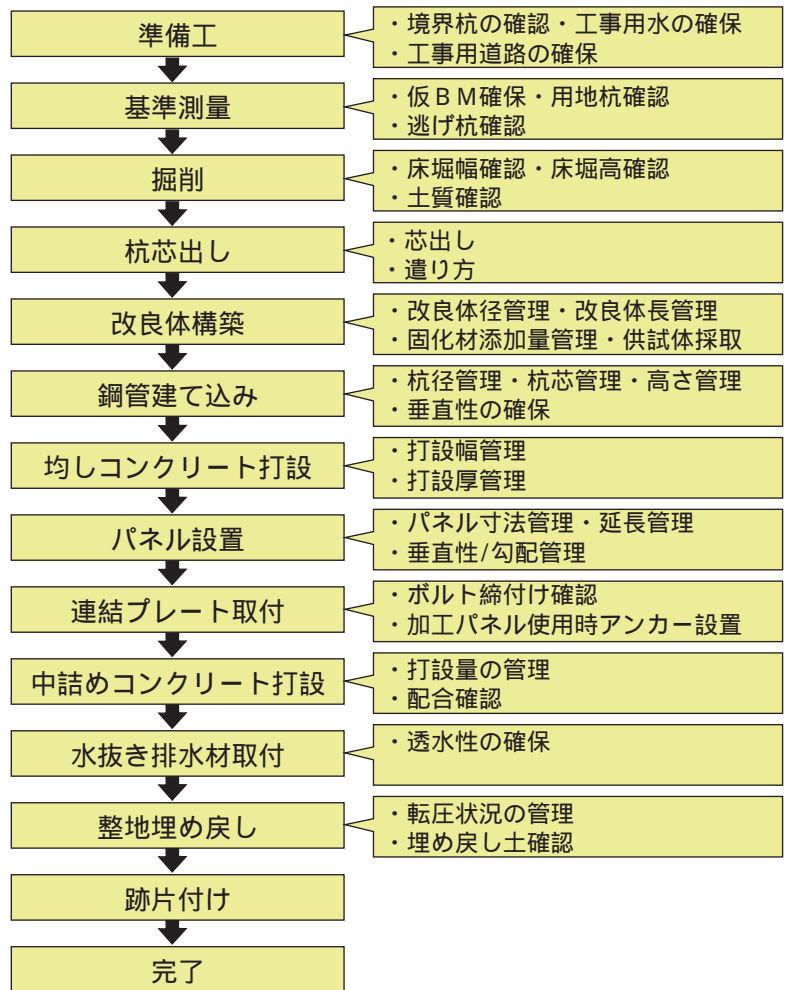 準備工
・境界杭の確認・工事用水の確保
・工事用道路の確保
基準測量
・仮ＢＭ確保・用地杭確認
・逃げ杭確認
掘削
・床堀幅確認・床堀高確認
・土質確認
杭芯出し
・芯出し
・遣り方
改良体構築
・改良体径管理・改良体長管理
・固化材添加量管理・供試体採取
鋼管建て込み
・杭径管理・杭芯管理・高さ管理
・垂直性の確保
均しコンクリート打設
・打設幅管理
・打設厚管理
パネル設置
・パネル寸法管理・延長管理
・垂直性/勾配管理
連結プレート取付
・ボルト締付け確認
・加工パネル使用時アンカー設置
中詰めコンクリート打設
・打設量の管理
・配合確認
水抜き排水材取付
・透水性の確保
整地埋め戻し
・転圧状況の管理
・埋め戻し土確認
跡片付け
完了